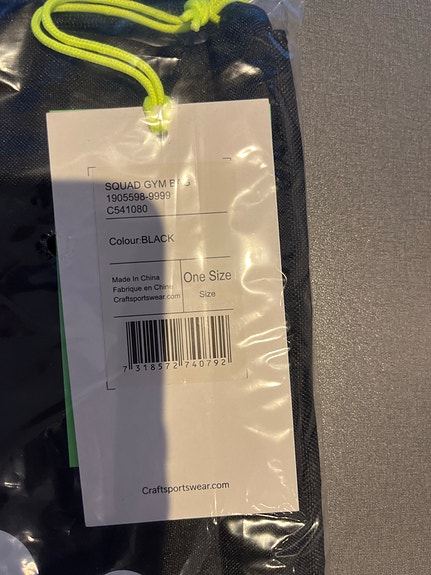 SQUAD GYM BAG
1905598-9999
C541080
Colour:BLACK
Made In China
Fabrique en Chine
Craftsportswear.com
One Size
Size
7 318572 740792
Craftsportswear.com